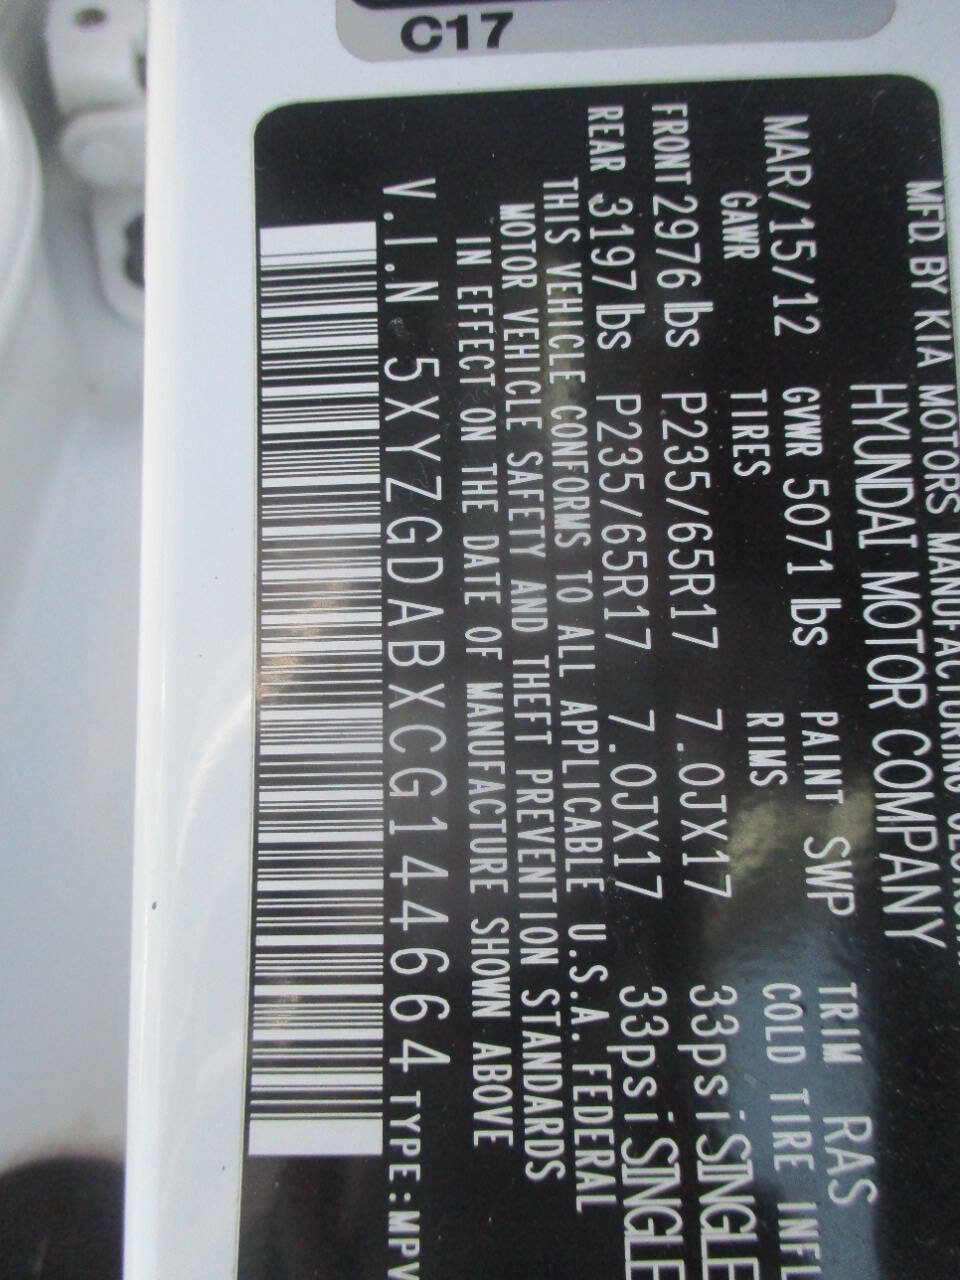 C17
MFD. BY KIA MOTORS MANUFACTURING
HYUNDAI MOTOR COMPANY
MAR/15/12 GVWR 5071 lbs PAINT SWP TRIM RAS
GAWR TIRES RIMS COLD TIRE INFL
FRONT 2976 lbs P235/65R17 7.0JX17 33psi SINGLE
REAR 3197 lbs P235/65R17 7.0JX17 33psi SINGLE
THIS VEHICLE CONFORMS TO ALL APPLICABLE U.S.A. FEDERAL
MOTOR VEHICLE SAFETY AND THEFT PREVENTION STANDARDS
IN EFFECT ON THE DATE OF MANUFACTURE SHOWN ABOVE
V.I.N 5XYZGDABXCG144664 TYPE:MPV